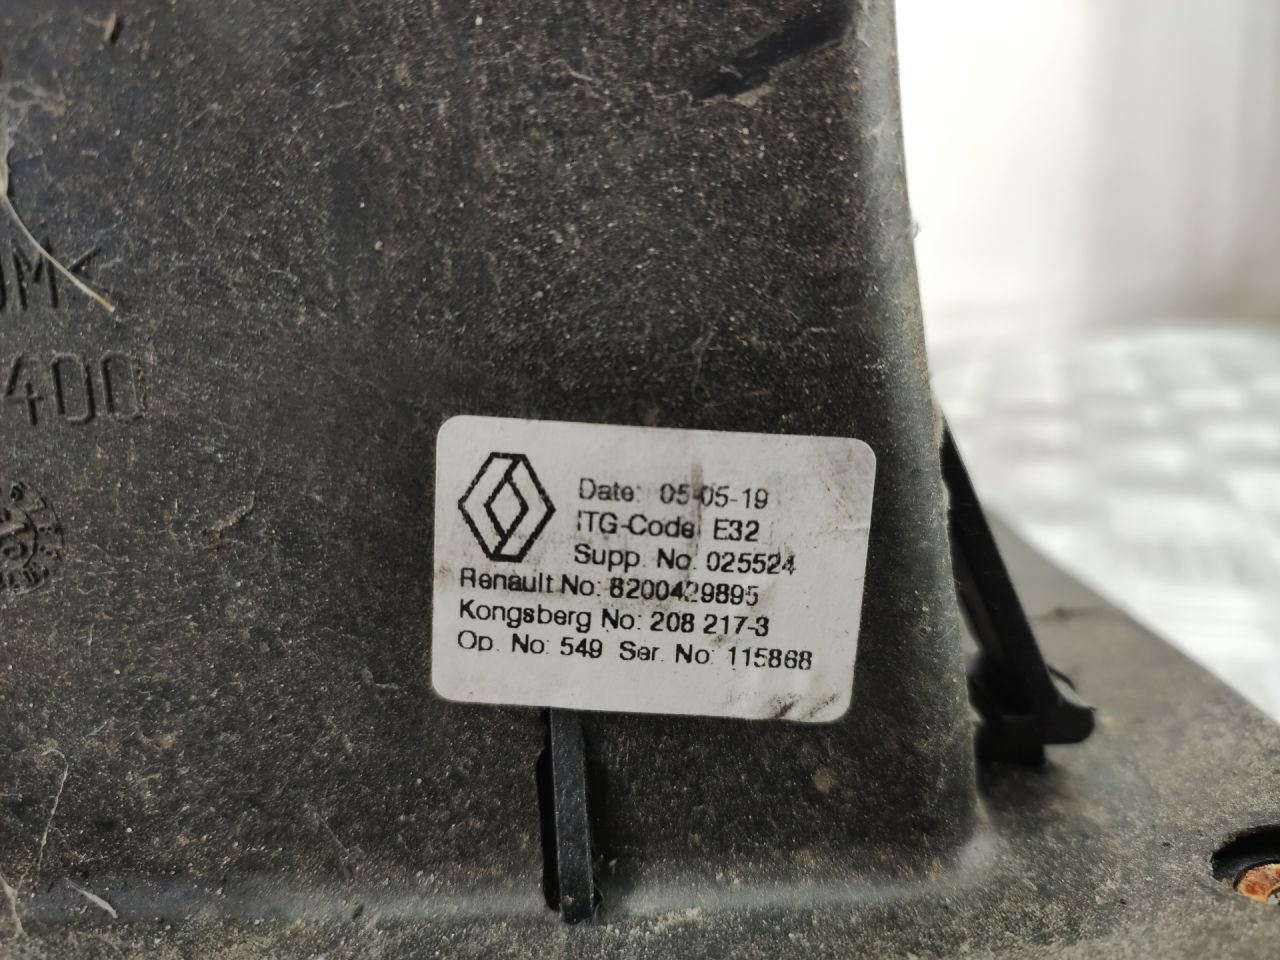 400
Date: 05-05-19
ITG-Code E32
Supp. No. 025524
Renault No: 8200429895
Kongsberg No: 208 217-3
Op. No: 549 Ser. No: 115868